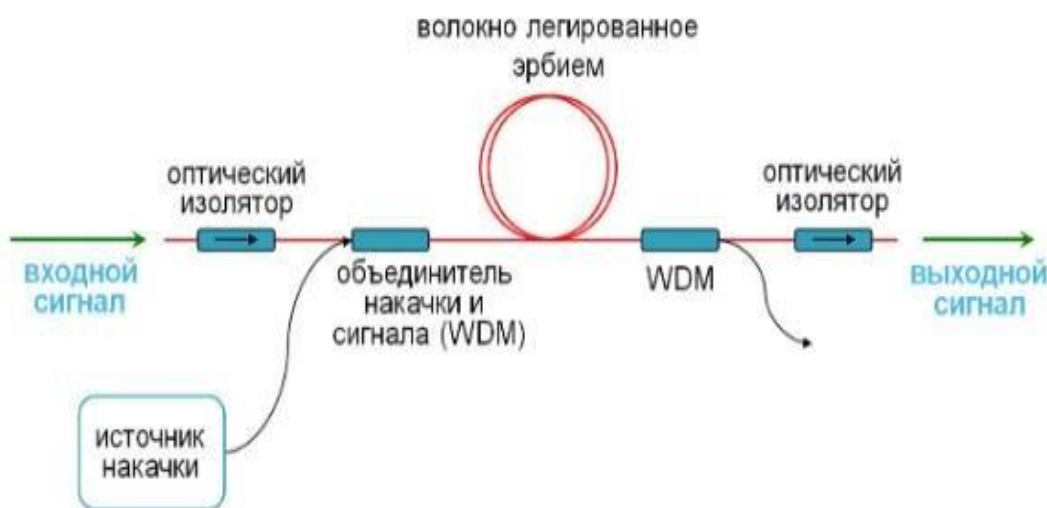 волокно легированное
эрбием
оптический
изолятор
оптический
изолятор
входной
сигнал
объединитель
накачки и
сигнала (WDM)
WDM
выходной
сигнал
источник
накачки